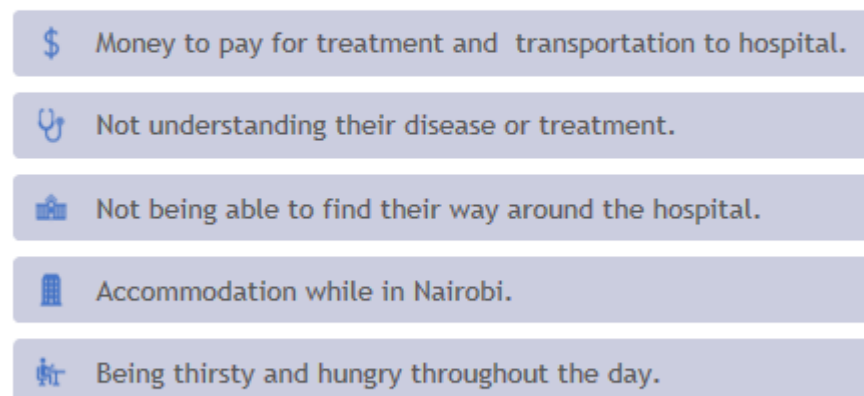 Money to pay for treatment and transportation to hospital.
Not understanding their disease or treatment.
Not being able to find their way around the hospital.
Accommodation while in Nairobi.
Being thirsty and hungry throughout the day.